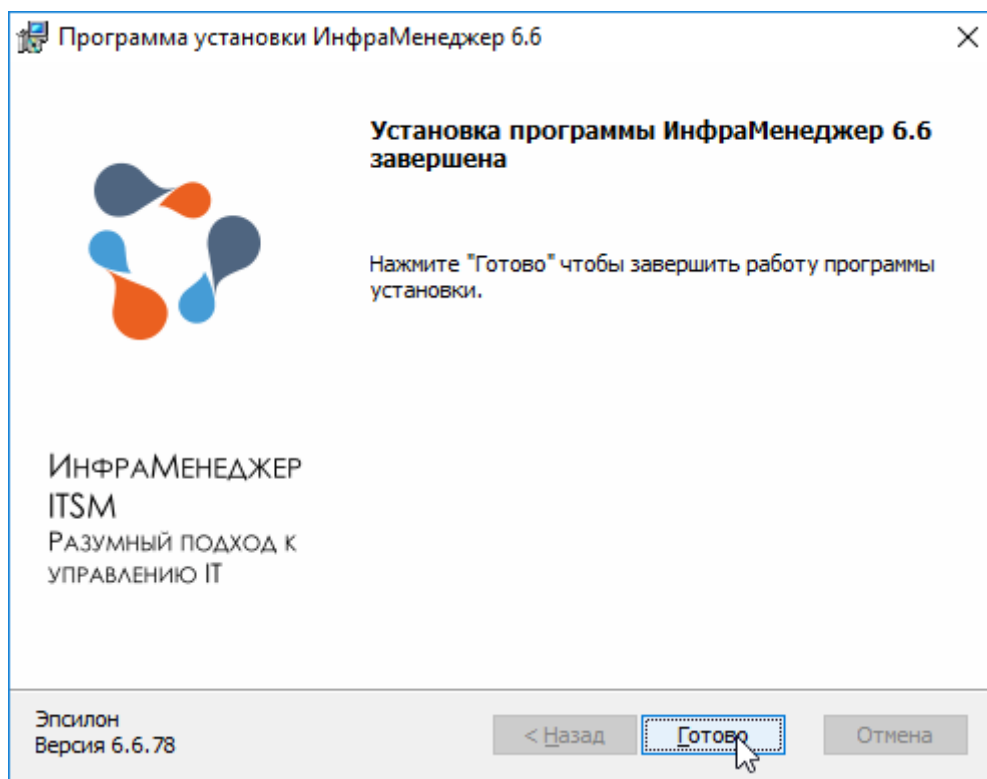 Программа установки ИнфраМенеджер 6.6
Установка программы ИнфраМенеджер 6.6
завершена
Нажмите "Готово" чтобы завершить работу программы
установки.
ИнфраМенеджер
ITSM
Разумный подход к
управлению IT
Эпсилон
Версия 6.6.78
< Назад
Готово
Отмена